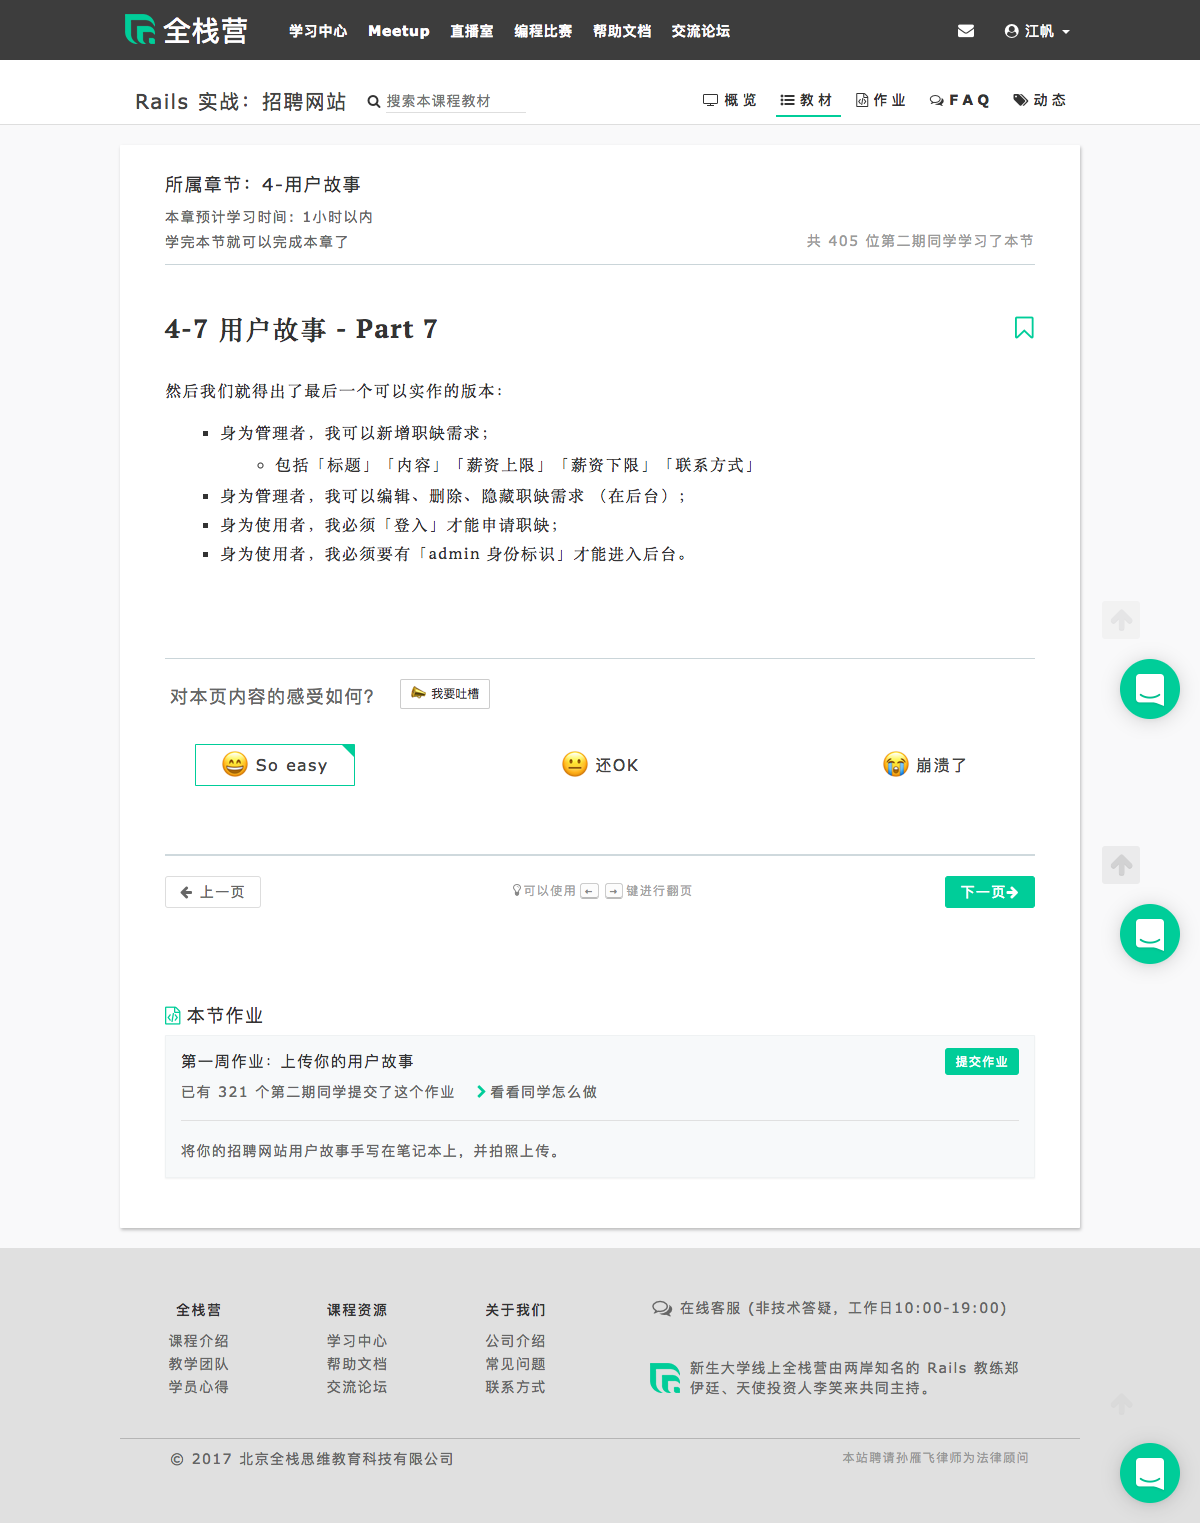 全栈营 学习中心 Meetup 直播室 编程比赛 帮助文档 交流论坛 江帆
Rails 实战：招聘网站 搜索本课程教材 概览 教材 作业 FAQ 动态
所属章节：4-用户故事
本章预计学习时间：1小时以内
学完本节就可以完成本章了 共 405 位第二期同学学习了本节
4-7 用户故事 - Part 7
然后我们就得出了最后一个可以实作的版本：
身为管理者，我可以新增职缺需求；
包括「标题」「内容」「薪资上限」「薪资下限」「联系方式」
身为管理者，我可以编辑、删除、隐藏职缺需求 （在后台）；
身为使用者，我必须「登入」才能申请职缺；
身为使用者，我必须要有「admin 身份标识」才能进入后台。
对本页内容的感受如何？ 我要吐槽
So easy 还OK 崩溃了
上一页 可以使用 ← → 键进行翻页 下一页
本节作业
第一周作业：上传你的用户故事 提交作业
已有 321 个第二期同学提交了这个作业 看看同学怎么做
将你的招聘网站用户故事手写在笔记本上，并拍照上传。
全栈营 课程资源 关于我们 在线客服 (非技术答疑，工作日10:00-19:00)
课程介绍 学习中心 公司介绍
教学团队 帮助文档 常见问题 新生大学线上全栈营由两岸知名的 Rails 教练郑
学员心得 交流论坛 联系方式 伊廷、天使投资人李笑来共同主持。
© 2017 北京全栈思维教育科技有限公司 本站聘请孙雁飞律师为法律顾问